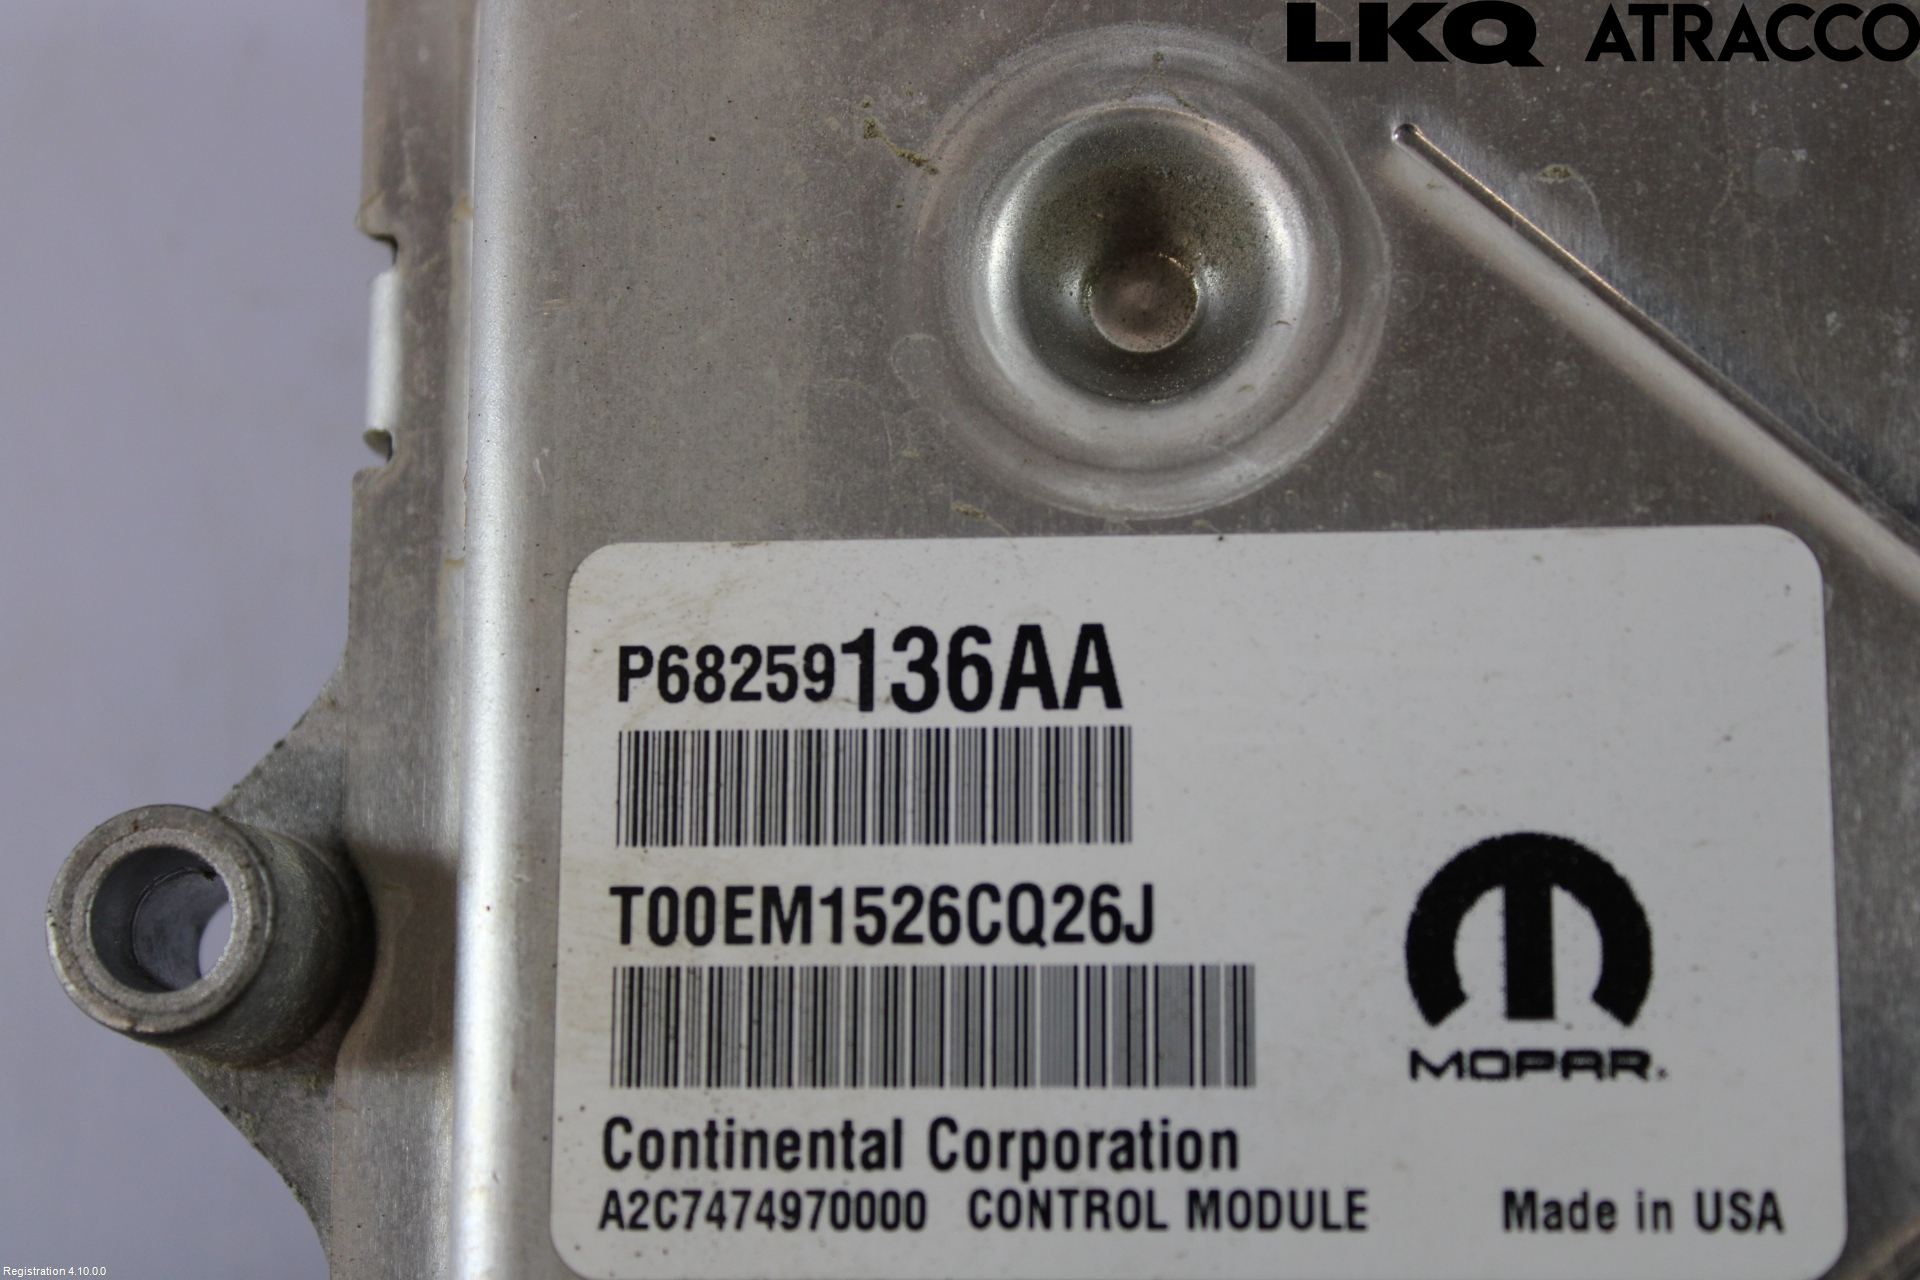 LKQ ATRACCO
P68259136AA
T00EM1526CQ26J
MOPAR
Continental Corporation
A2C7474970000 CONTROL MODULE Made in USA
Registration 4.10.0.0